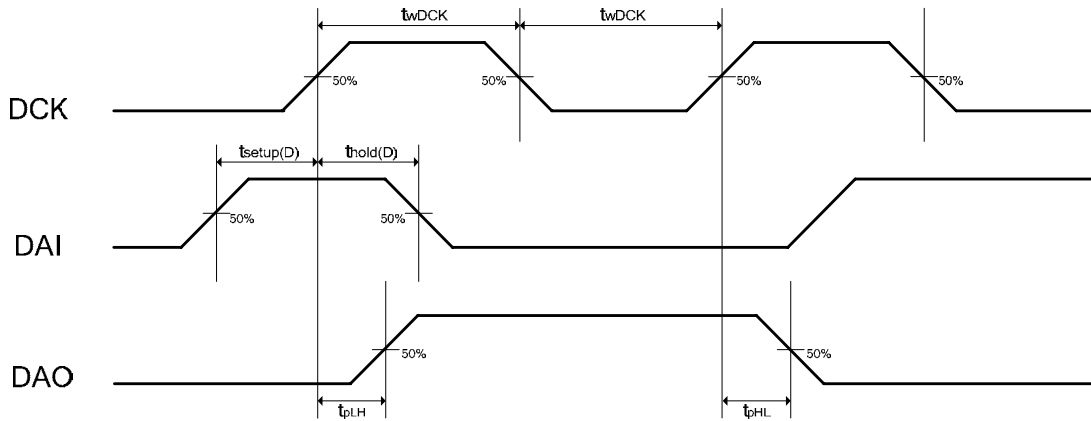 twDCK twDCK
50% 50% 50% 50%
DCK
tsetup(D) thold(D)
50% 50%
DAI
50% 50%
DAO
tpLH tpHL